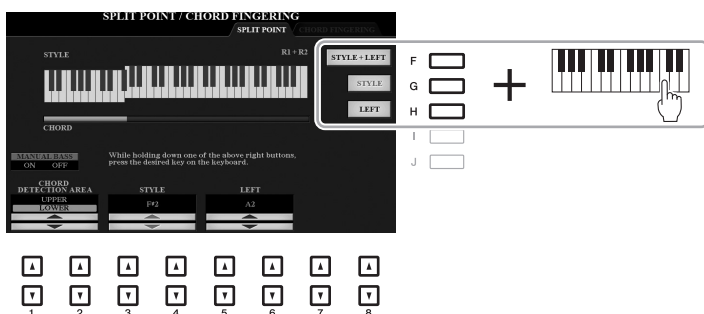 SPLIT POINT / CHORD FINGERING
SPLIT POINT
CHORD FINGERING
STYLE
R1 + R2
STYLE + LEFT
F
STYLE
G
LEFT
H
CHORD
I
J
MANUAL BASS
ON OFF
While holding down one of the above right buttons,
press the desired key on the keyboard.
CHORD
DETECTION AREA
STYLE
LEFT
UPPER
LOWER
F#2
A2
1 2 3 4 5 6 7 8